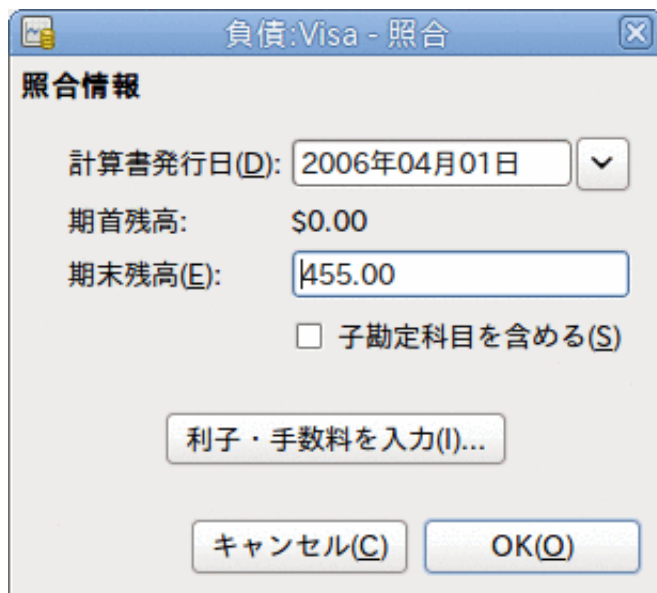 負債:Visa - 照合
照合情報
計算書発行日(D): 2006年04月01日
期首残高: $0.00
期末残高(E): 455.00
子勘定科目を含める(S)
利子・手数料を入力(I)...
キャンセル(C) OK(O)